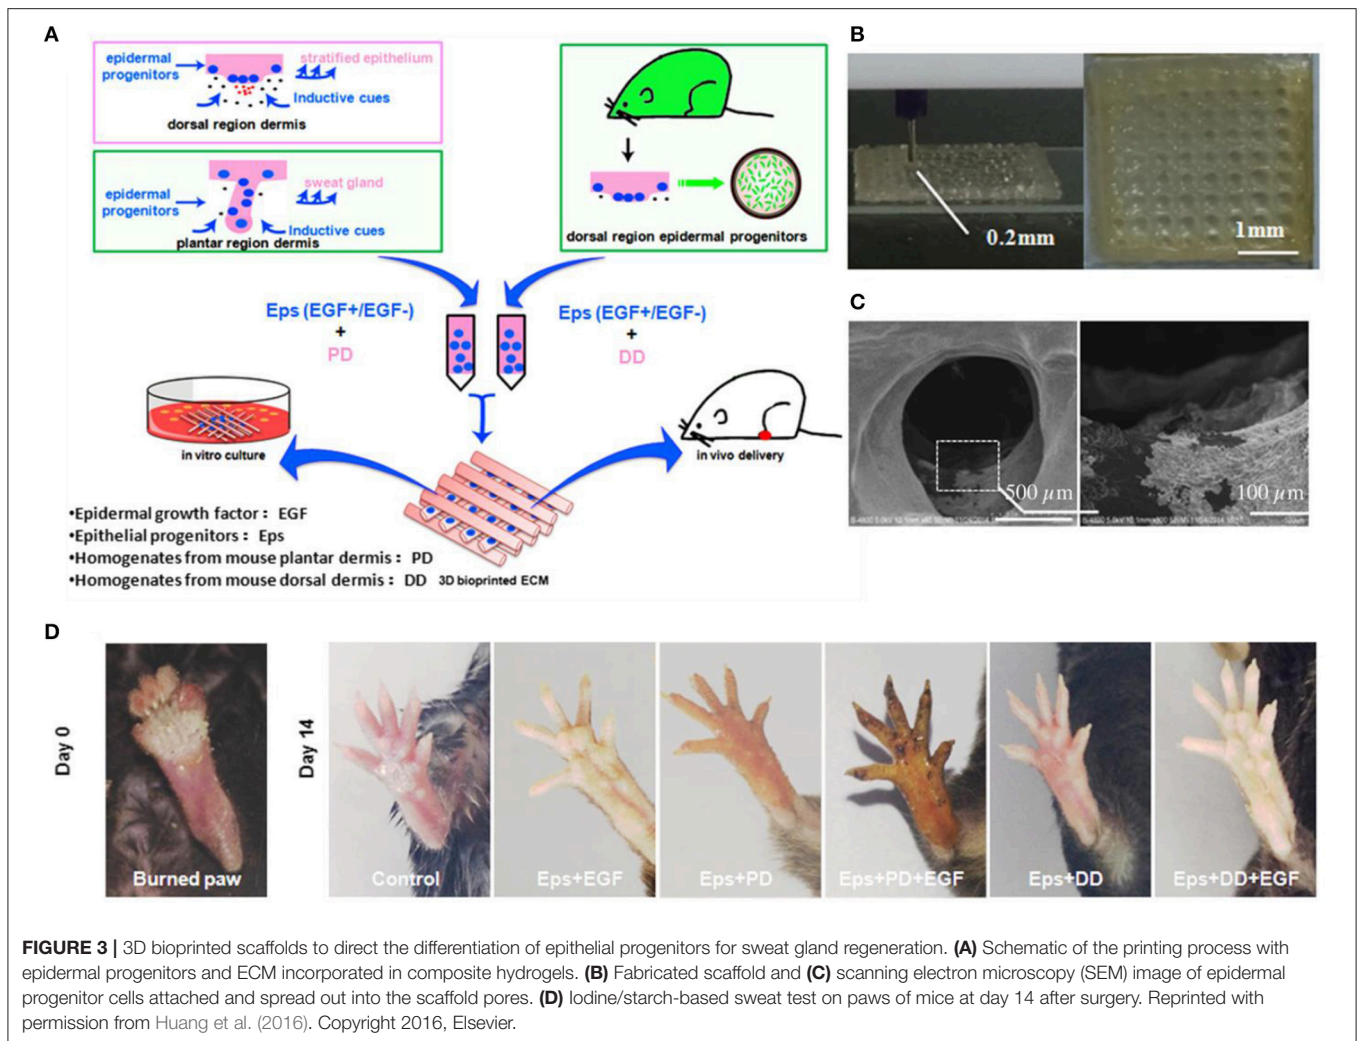 A
epidermal
progenitors
stratified epithelium
Inductive cues
dorsal region dermis
epidermal
progenitors
sweat gland
Inductive cues
plantar region dermis
dorsal region epidermal progenitors
Eps (EGF+/EGF-)
+
PD
Eps (EGF+/EGF-)
+
DD
in vitro culture
in vivo delivery
•Epidermal growth factor： EGF
•Epithelial progenitors： Eps
•Homogenates from mouse plantar dermis： PD
•Homogenates from mouse dorsal dermis： DD
3D bioprinted ECM
B
0.2mm
1mm
C
500 μm
100 μm
D
Day 0
Burned paw
Day 14
Control
Eps+EGF
Eps+PD
Eps+PD+EGF
Eps+DD
Eps+DD+EGF
FIGURE 3 | 3D bioprinted scaffolds to direct the differentiation of epithelial progenitors for sweat gland regeneration. (A) Schematic of the printing process with
epidermal progenitors and ECM incorporated in composite hydrogels. (B) Fabricated scaffold and (C) scanning electron microscopy (SEM) image of epidermal
progenitor cells attached and spread out into the scaffold pores. (D) Iodine/starch-based sweat test on paws of mice at day 14 after surgery. Reprinted with
permission from Huang et al. (2016). Copyright 2016, Elsevier.